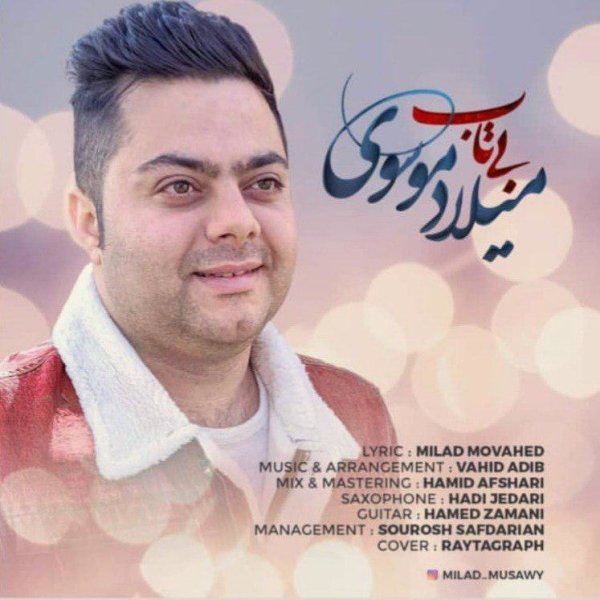 بی تاب
میلاد موسوی
LYRIC : MILAD MOVAHED
MUSIC & ARRANGEMENT : VAHID ADIB
MIX & MASTERING : HAMID AFSHARI
SAXOPHONE : HADI JEDARI
GUITAR : HAMED ZAMANI
MANAGEMENT : SOUROSH SAFDARIAN
COVER : RAYTAGRAPH
MILAD_MUSAWY